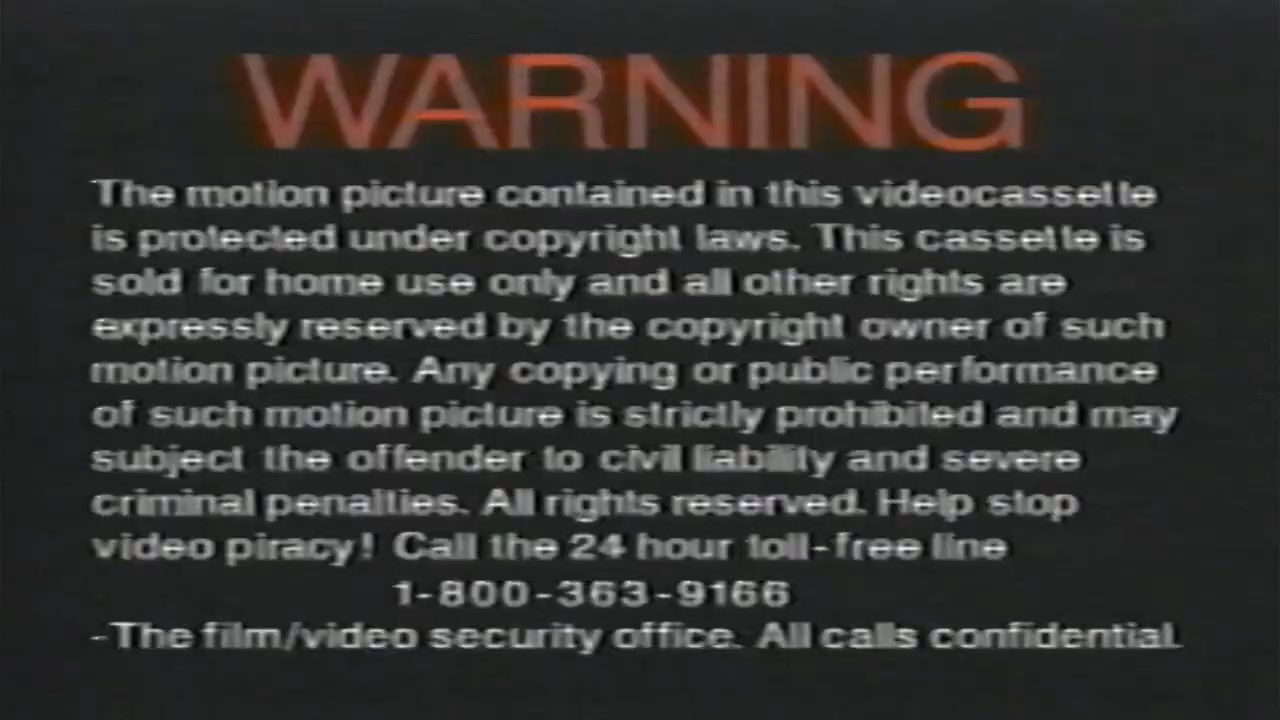 WARNING
The motion picture contained in this videocassette
is protected under copyright laws. This cassette is
sold for home use only and all other rights are
expressly reserved by the copyright owner of such
motion picture. Any copying or public performance
of such motion picture is strictly prohibited and may
subject the offender to civil liability and severe
criminal penalties. All rights reserved. Help stop
video piracy! Call the 24 hour toll-free line
1-800-363-9166
-The film/video security office. All calls confidential.